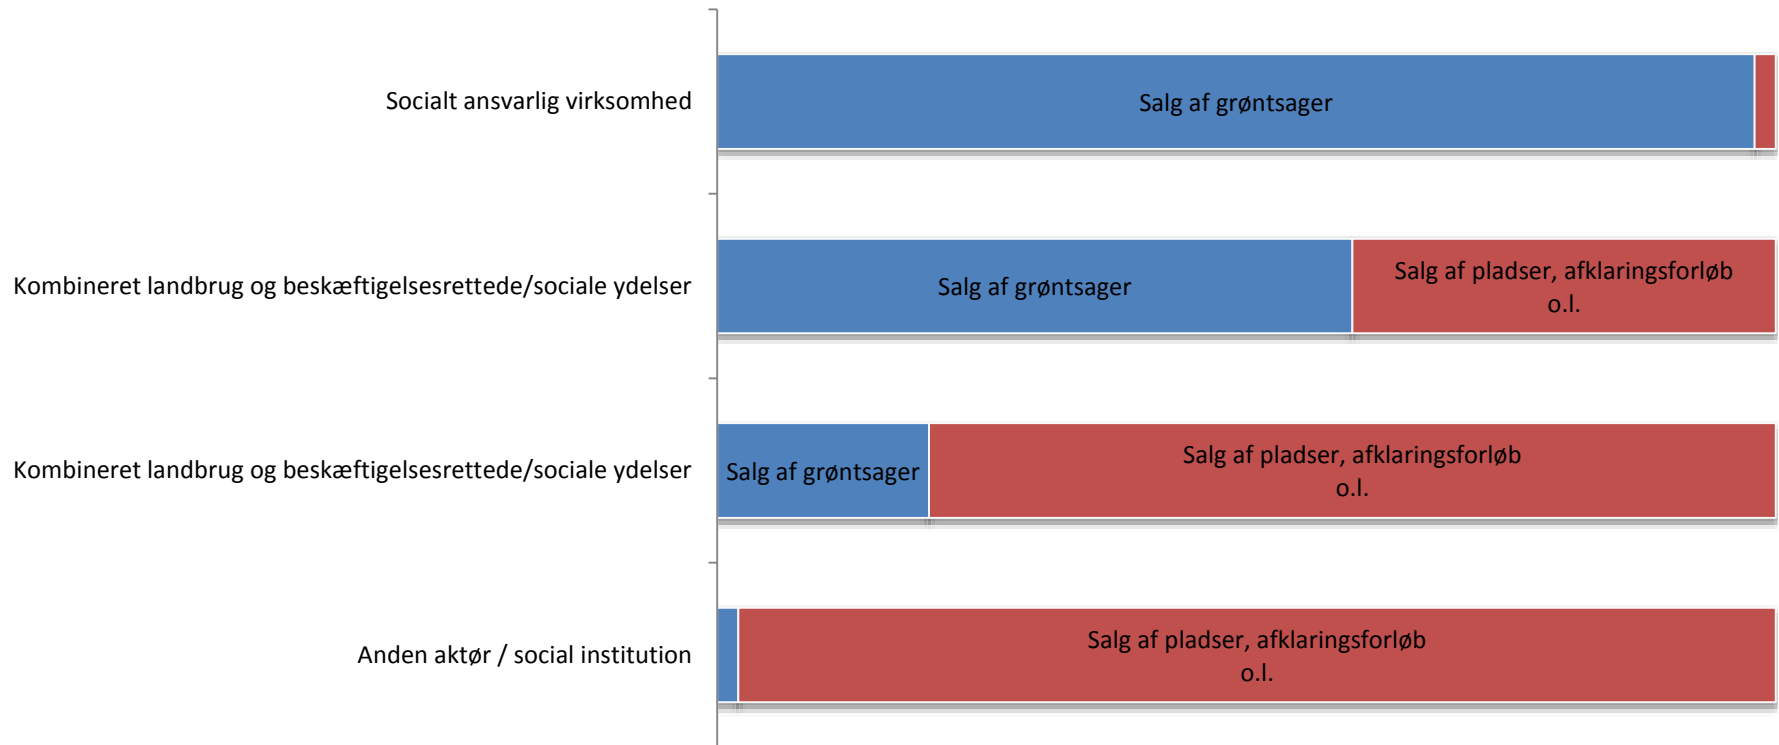 Socialt ansvarlig virksomhed
Salg af grøntsager
Kombineret landbrug og beskæftigelsesrettede/sociale ydelser
Salg af grøntsager
Salg af pladser, afklaringsforløb
o.l.
Kombineret landbrug og beskæftigelsesrettede/sociale ydelser
Salg af grøntsager
Salg af pladser, afklaringsforløb
o.l.
Anden aktør / social institution
Salg af pladser, afklaringsforløb
o.l.